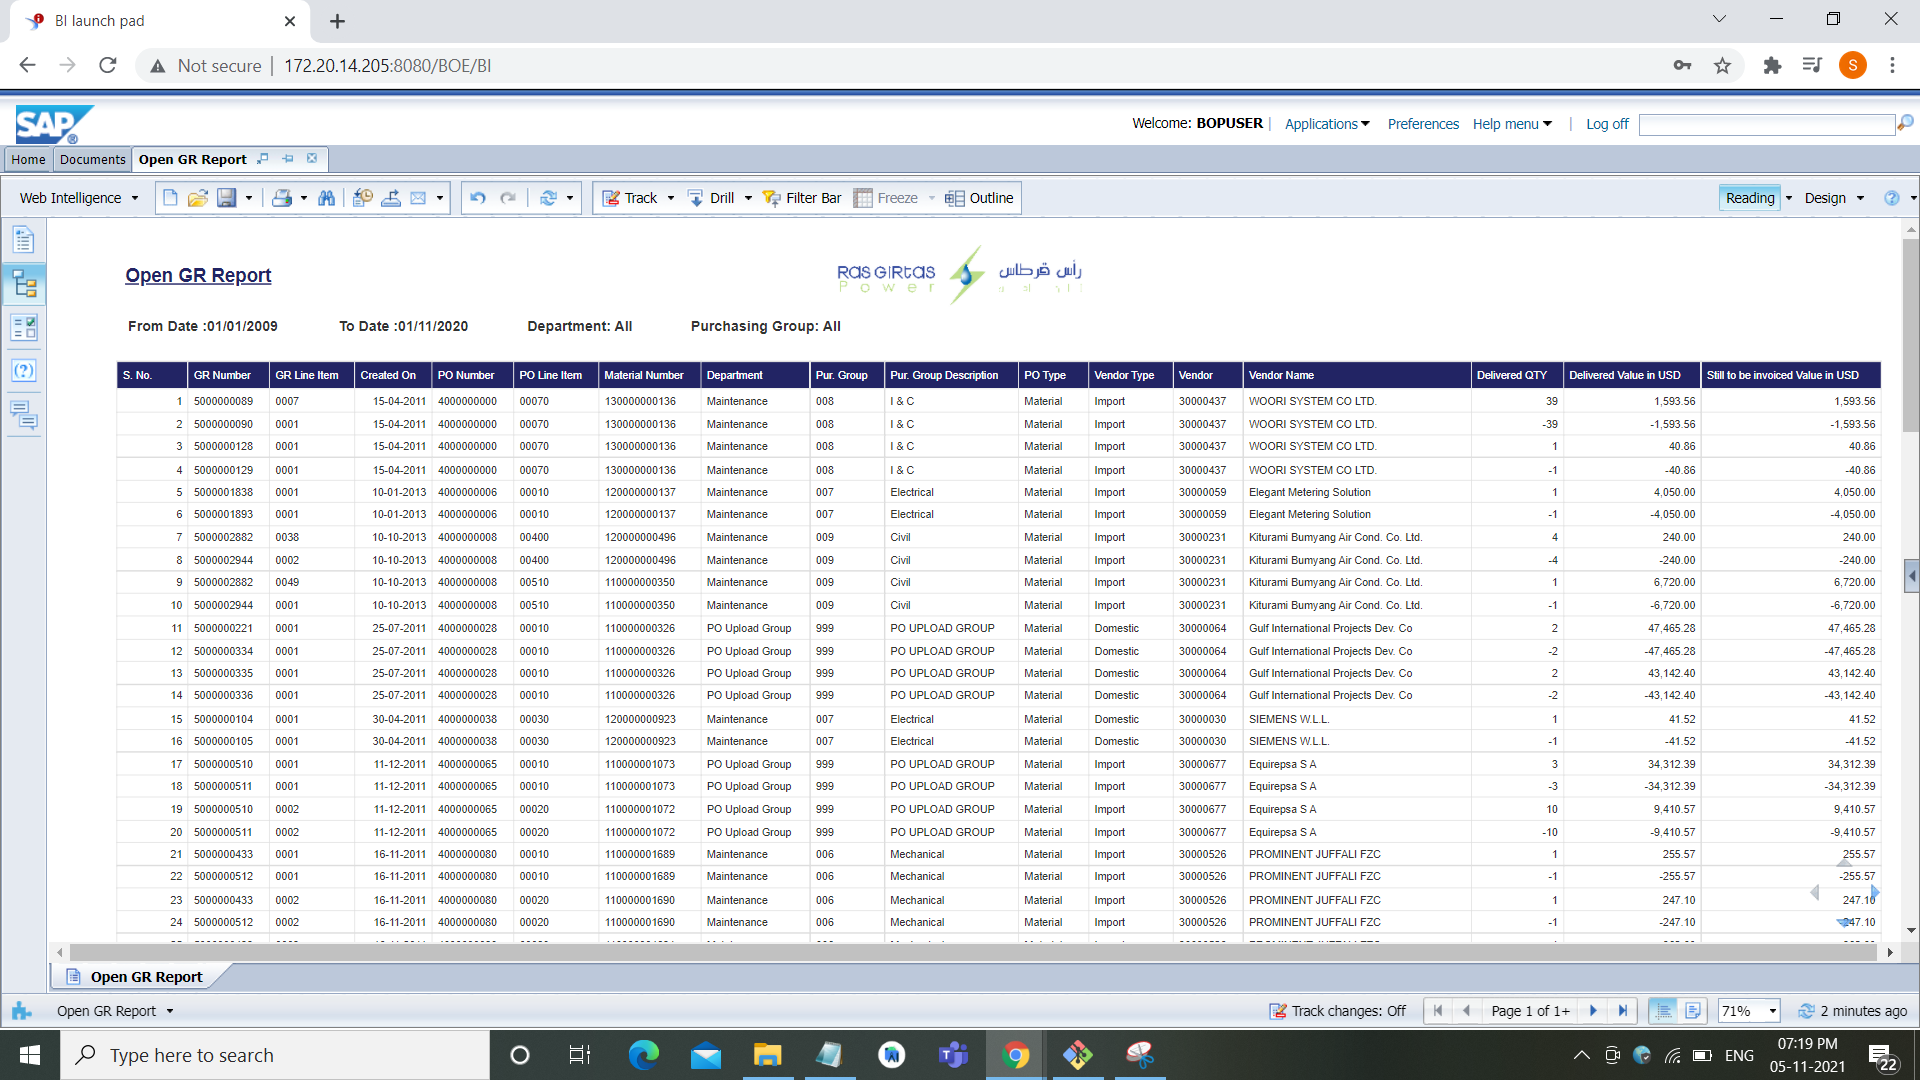 BI launch pad
Not secure | 172.20.14.205:8080/BOE/BI
S
SAP ®
Welcome: BOPUSER | Applications Preferences Help menu | Log off
Home Documents Open GR Report
Web Intelligence Track Drill Filter Bar Freeze Outline Reading Design
Open GR Report
RAS GIRTAS رأس قرطاس
Power
From Date :01/01/2009 To Date :01/11/2020 Department: All Purchasing Group: All
S. No. GR Number GR Line Item Created On PO Number PO Line Item Material Number Department Pur. Group Pur. Group Description PO Type Vendor Type Vendor Vendor Name Delivered QTY Delivered Value in USD Still to be invoiced Value in USD
1 5000000089 0007 15-04-2011 4000000000 00070 130000000136 Maintenance 008 I & C Material Import 30000437 WOORI SYSTEM CO LTD. 39 1,593.56 1,593.56
2 5000000090 0001 15-04-2011 4000000000 00070 130000000136 Maintenance 008 I & C Material Import 30000437 WOORI SYSTEM CO LTD. -39 -1,593.56 -1,593.56
3 5000000128 0001 15-04-2011 4000000000 00070 130000000136 Maintenance 008 I & C Material Import 30000437 WOORI SYSTEM CO LTD. 1 40.86 40.86
4 5000000129 0001 15-04-2011 4000000000 00070 130000000136 Maintenance 008 I & C Material Import 30000437 WOORI SYSTEM CO LTD. -1 -40.86 -40.86
5 5000001838 0001 10-01-2013 4000000006 00010 120000000137 Maintenance 007 Electrical Material Import 30000059 Elegant Metering Solution 1 4,050.00 4,050.00
6 5000001893 0001 10-01-2013 4000000006 00010 120000000137 Maintenance 007 Electrical Material Import 30000059 Elegant Metering Solution -1 -4,050.00 -4,050.00
7 5000002882 0038 10-10-2013 4000000008 00400 120000000496 Maintenance 009 Civil Material Import 30000231 Kiturami Bumyang Air Cond. Co. Ltd. 4 240.00 240.00
8 5000002944 0002 10-10-2013 4000000008 00400 120000000496 Maintenance 009 Civil Material Import 30000231 Kiturami Bumyang Air Cond. Co. Ltd. -4 -240.00 -240.00
9 5000002882 0049 10-10-2013 4000000008 00510 110000000350 Maintenance 009 Civil Material Import 30000231 Kiturami Bumyang Air Cond. Co. Ltd. 1 6,720.00 6,720.00
10 5000002944 0001 10-10-2013 4000000008 00510 110000000350 Maintenance 009 Civil Material Import 30000231 Kiturami Bumyang Air Cond. Co. Ltd. -1 -6,720.00 -6,720.00
11 5000000221 0001 25-07-2011 4000000028 00010 110000000326 PO Upload Group 999 PO UPLOAD GROUP Material Domestic 30000064 Gulf International Projects Dev. Co 2 47,465.28 47,465.28
12 5000000334 0001 25-07-2011 4000000028 00010 110000000326 PO Upload Group 999 PO UPLOAD GROUP Material Domestic 30000064 Gulf International Projects Dev. Co -2 -47,465.28 -47,465.28
13 5000000335 0001 25-07-2011 4000000028 00010 110000000326 PO Upload Group 999 PO UPLOAD GROUP Material Domestic 30000064 Gulf International Projects Dev. Co 2 43,142.40 43,142.40
14 5000000336 0001 25-07-2011 4000000028 00010 110000000326 PO Upload Group 999 PO UPLOAD GROUP Material Domestic 30000064 Gulf International Projects Dev. Co -2 -43,142.40 -43,142.40
15 5000000104 0001 30-04-2011 4000000038 00030 120000000923 Maintenance 007 Electrical Material Domestic 30000030 SIEMENS W.L.L. 1 41.52 41.52
16 5000000105 0001 30-04-2011 4000000038 00030 120000000923 Maintenance 007 Electrical Material Domestic 30000030 SIEMENS W.L.L. -1 -41.52 -41.52
17 5000000510 0001 11-12-2011 4000000065 00010 110000001073 PO Upload Group 999 PO UPLOAD GROUP Material Import 30000677 Equirepsa S A 3 34,312.39 34,312.39
18 5000000511 0001 11-12-2011 4000000065 00010 110000001073 PO Upload Group 999 PO UPLOAD GROUP Material Import 30000677 Equirepsa S A -3 -34,312.39 -34,312.39
19 5000000510 0002 11-12-2011 4000000065 00020 110000001072 PO Upload Group 999 PO UPLOAD GROUP Material Import 30000677 Equirepsa S A 10 9,410.57 9,410.57
20 5000000511 0002 11-12-2011 4000000065 00020 110000001072 PO Upload Group 999 PO UPLOAD GROUP Material Import 30000677 Equirepsa S A -10 -9,410.57 -9,410.57
21 5000000433 0001 16-11-2011 4000000080 00010 110000001689 Maintenance 006 Mechanical Material Import 30000526 PROMINENT JUFFALI FZC 1 255.57 255.57
22 5000000512 0001 16-11-2011 4000000080 00010 110000001689 Maintenance 006 Mechanical Material Import 30000526 PROMINENT JUFFALI FZC -1 -255.57 -255.57
23 5000000433 0002 16-11-2011 4000000080 00020 110000001690 Maintenance 006 Mechanical Material Import 30000526 PROMINENT JUFFALI FZC 1 247.10 247.10
24 5000000512 0002 16-11-2011 4000000080 00020 110000001690 Maintenance 006 Mechanical Material Import 30000526 PROMINENT JUFFALI FZC -1 -247.10 -247.10
Open GR Report
Open GR Report Track changes: Off Page 1 of 1+ 71% 2 minutes ago
Type here to search ENG 07:19 PM
05-11-2021 22